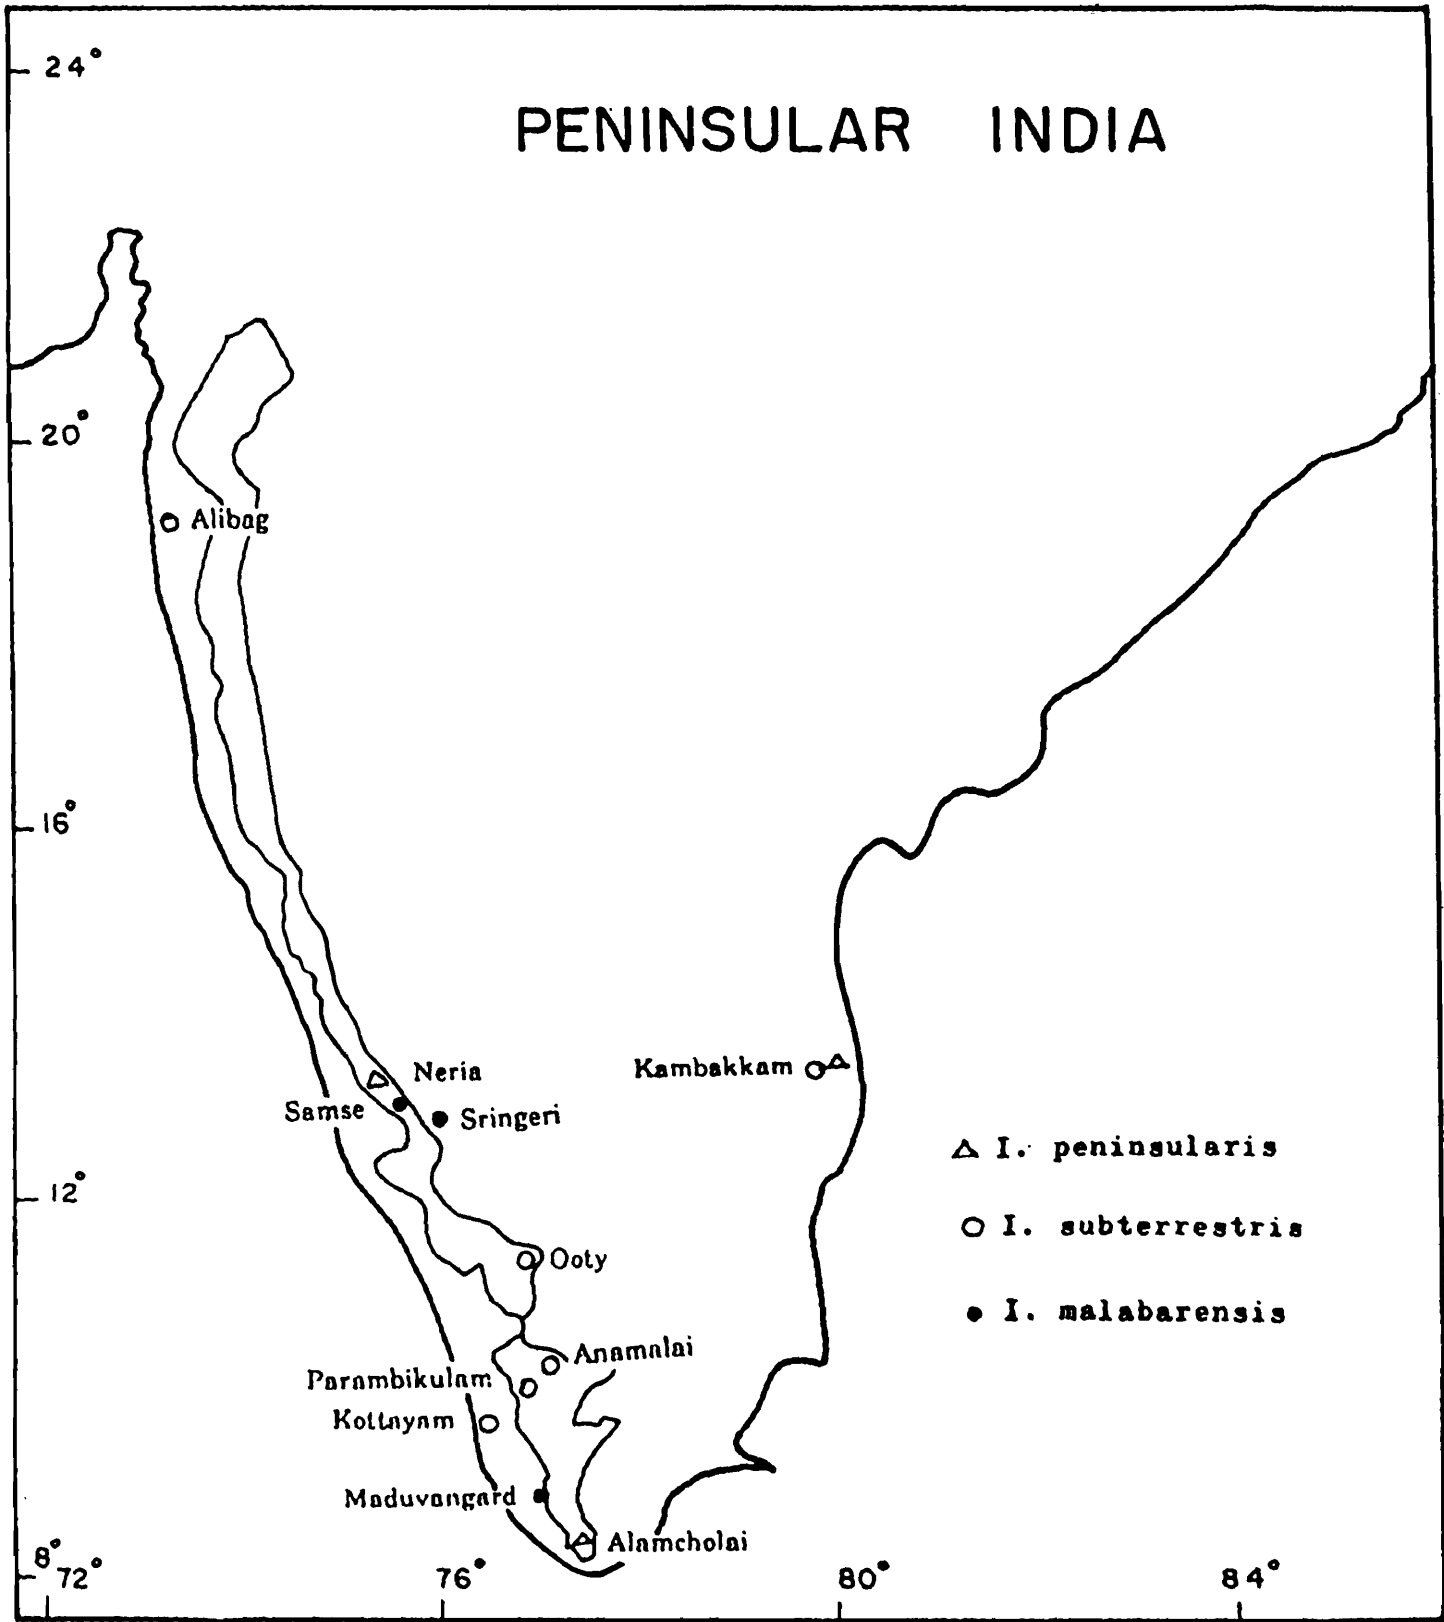 24°
PENINSULAR INDIA
20°
Alibag
16°
Neria
Kambakkam
Samse
Sringeri
I. peninsularis
12°
I. subterrestris
Ooty
I. malabarensis
Anamalai
Parambikulam
Kottayam
Maduvangard
Alamcholai
8°
72°
76°
80°
84°